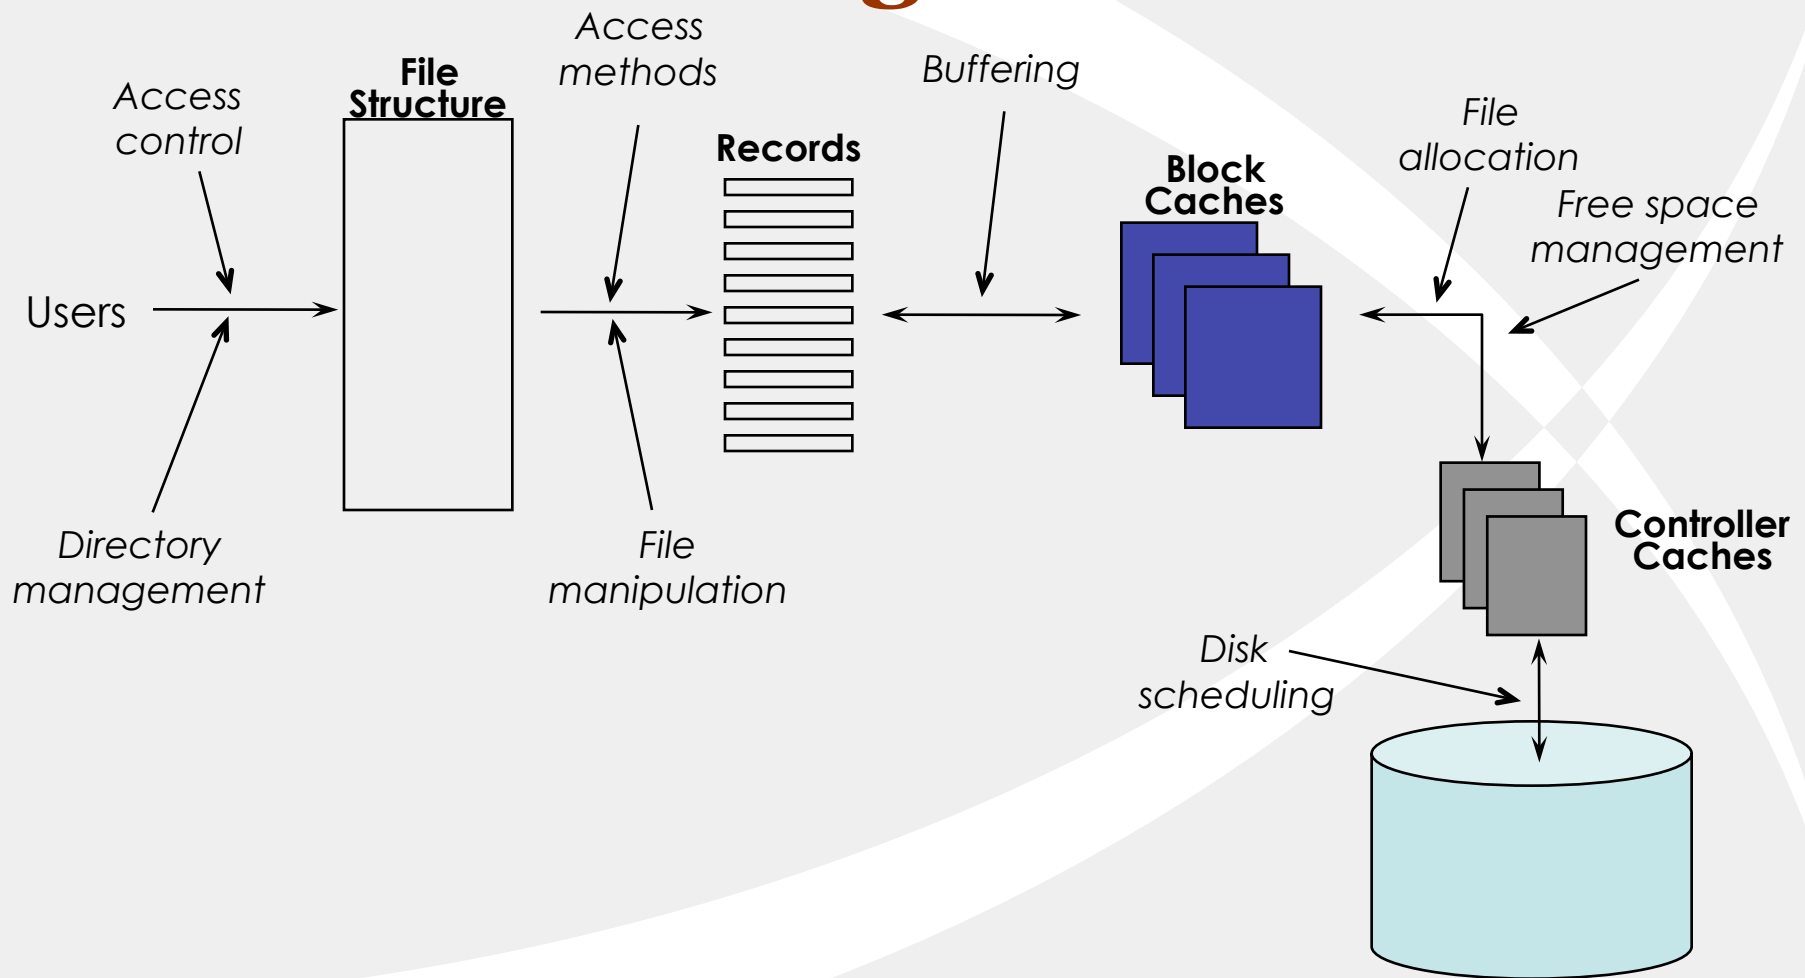 Users
Access
control
Directory
management
File
Structure
Access
methods
File
manipulation
Records
Buffering
Block
Caches
File
allocation
Free space
management
Controller
Caches
Disk
scheduling